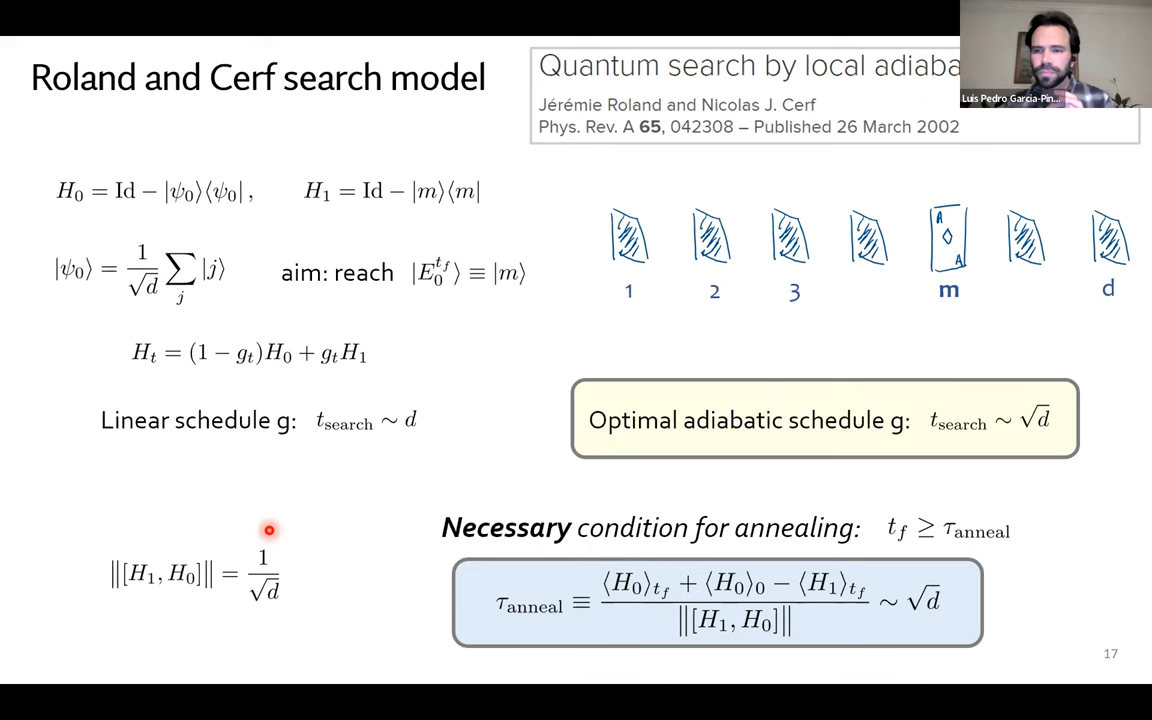 Roland and Cerf search model
Quantum search by local adiaba
Jérémie Roland and Nicolas J. Cerf
Phys. Rev. A 65, 042308 – Published 26 March 2002
Luis Pedro Garcia-Pin...
H₀ = Id − |ψ₀⟩⟨ψ₀| , H₁ = Id − |m⟩⟨m|
|ψ₀⟩ = 1/√d ∑_j |j⟩ aim: reach |E₀^{t_f}⟩ ≡ |m⟩
A
A
1 2 3 m d
H_t = (1 − g_t)H₀ + g_t H₁
Linear schedule g: t_search ∼ d
Optimal adiabatic schedule g: t_search ∼ √d
Necessary condition for annealing: t_f ≥ τ_anneal
‖[H₁, H₀]‖ = 1/√d
τ_anneal ≡ (⟨H₀⟩_{t_f} + ⟨H₀⟩₀ − ⟨H₁⟩_{t_f}) / ‖[H₁, H₀]‖ ∼ √d
17